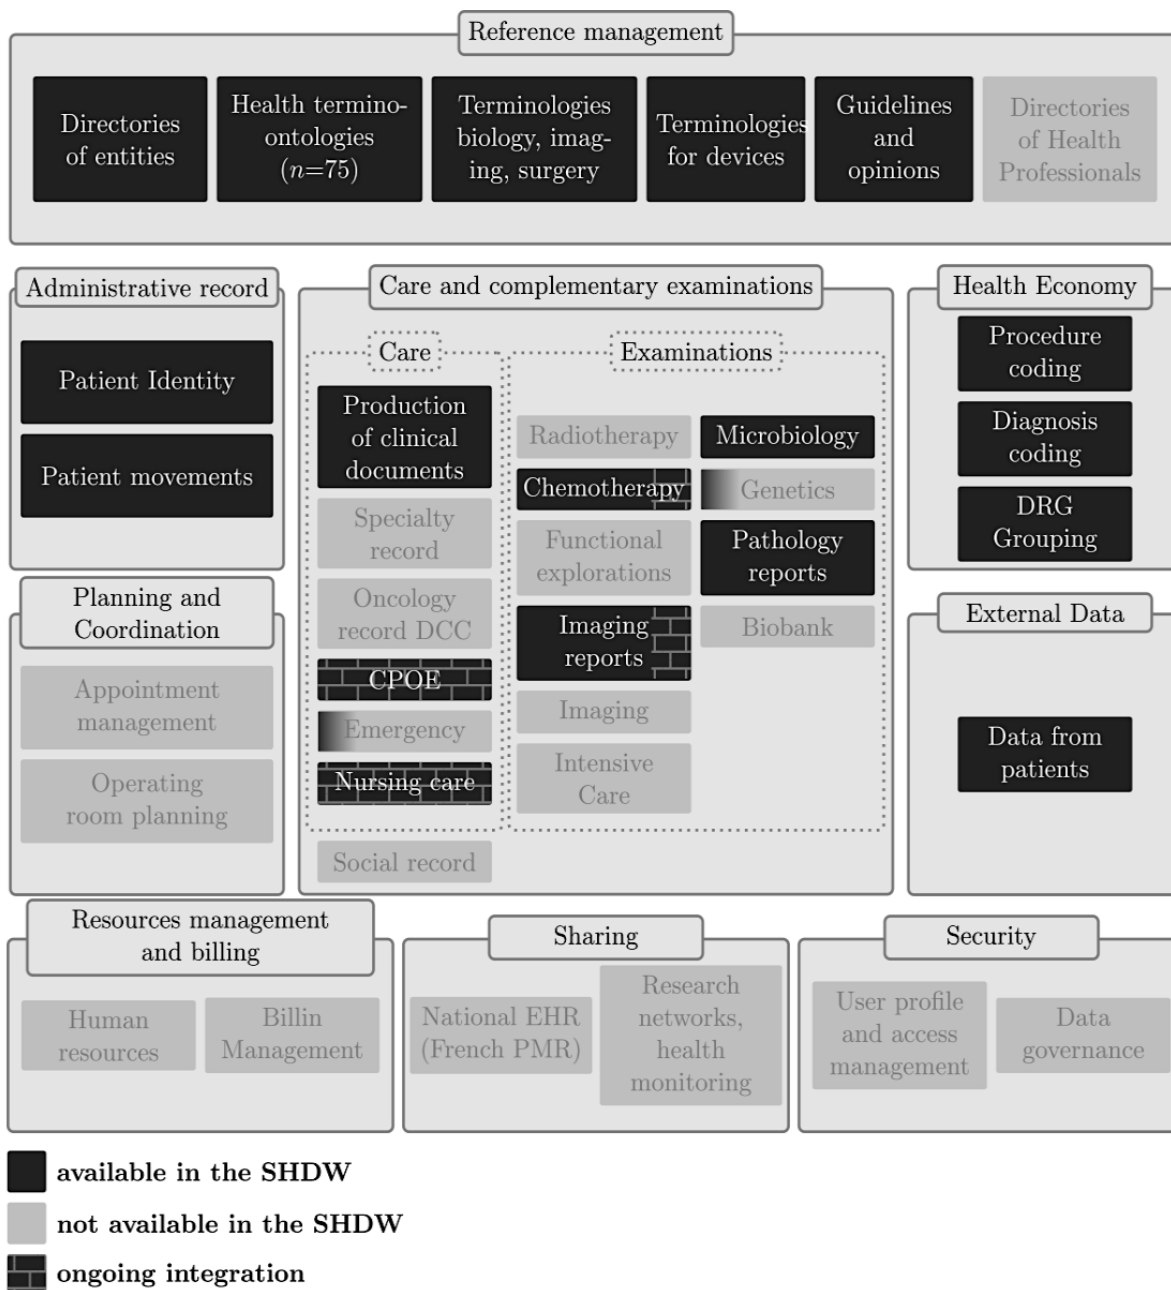 Reference management
Directories
of entities
Health termino-
ontologies
(n=75)
Terminologies
biology, imag-
ing, surgery
Terminologies
for devices
Guidelines
and
opinions
Directories
of Health
Professionals
Administrative record
Patient Identity
Patient movements
Care and complementary examinations
Care
Production
of clinical
documents
Specialty
record
Oncology
record DCC
CPOE
Emergency
Nursing care
Social record
Examinations
Radiotherapy
Chemotherapy
Functional
explorations
Imaging
reports
Imaging
Intensive
Care
Microbiology
Genetics
Pathology
reports
Biobank
Health Economy
Procedure
coding
Diagnosis
coding
DRG
Grouping
Planning and
Coordination
Appointment
management
Operating
room planning
External Data
Data from
patients
Resources management
and billing
Human
resources
Billin
Management
Sharing
National EHR
(French PMR)
Research
networks,
health
monitoring
Security
User profile
and access
management
Data
governance
available in the SHDW
not available in the SHDW
ongoing integration